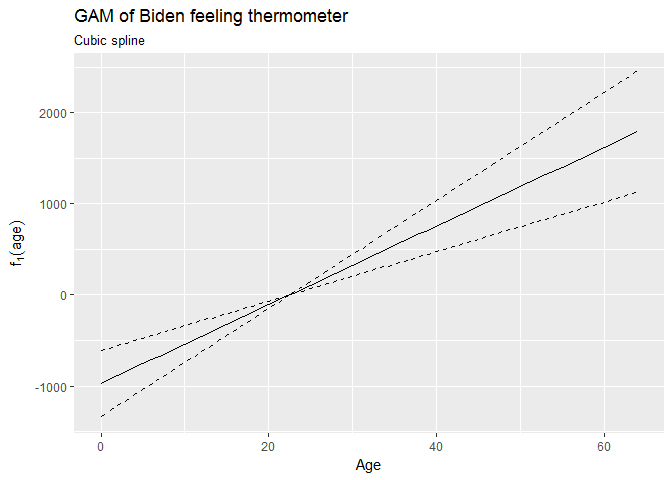 GAM of Biden feeling thermometer
Cubic spline
2000
1000
0
-1000
f₁(age)
0 20 40 60
Age